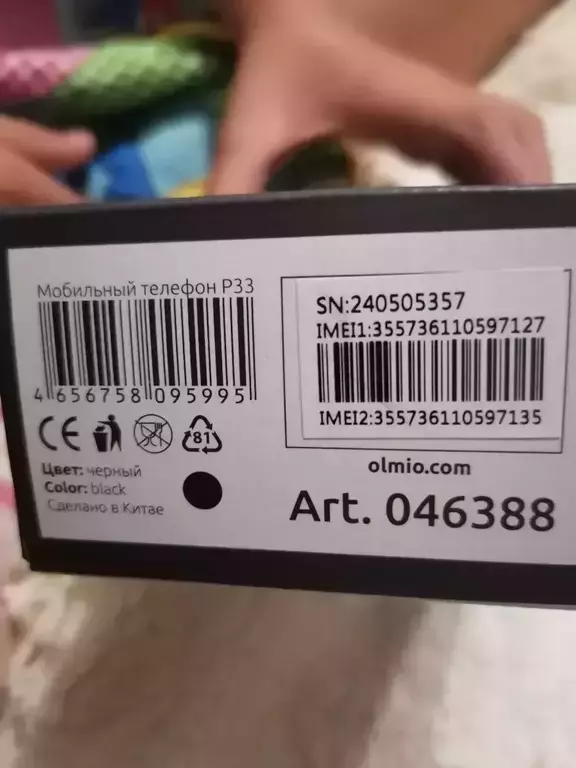 Мобильный телефон P33
4 656758 095995
CE
81
Цвет: черный
Color: black
Сделано в Китае
SN:240505357
IMEI1:355736110597127
IMEI2:355736110597135
olmio.com
Art. 046388